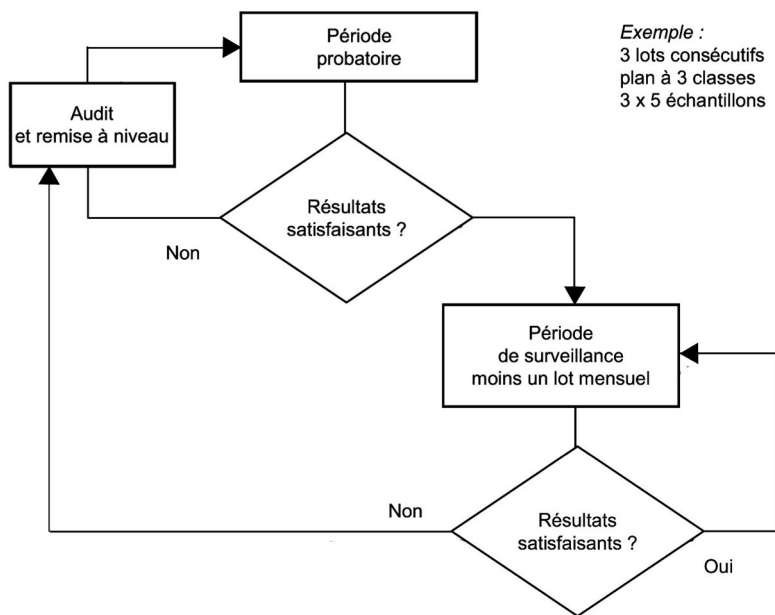 Période
probatoire
Exemple :
3 lots consécutifs
plan à 3 classes
3 x 5 échantillons
Audit
et remise à niveau
Résultats
satisfaisants ?
Non
Période
de surveillance
moins un lot mensuel
Non
Résultats
satisfaisants ?
Oui